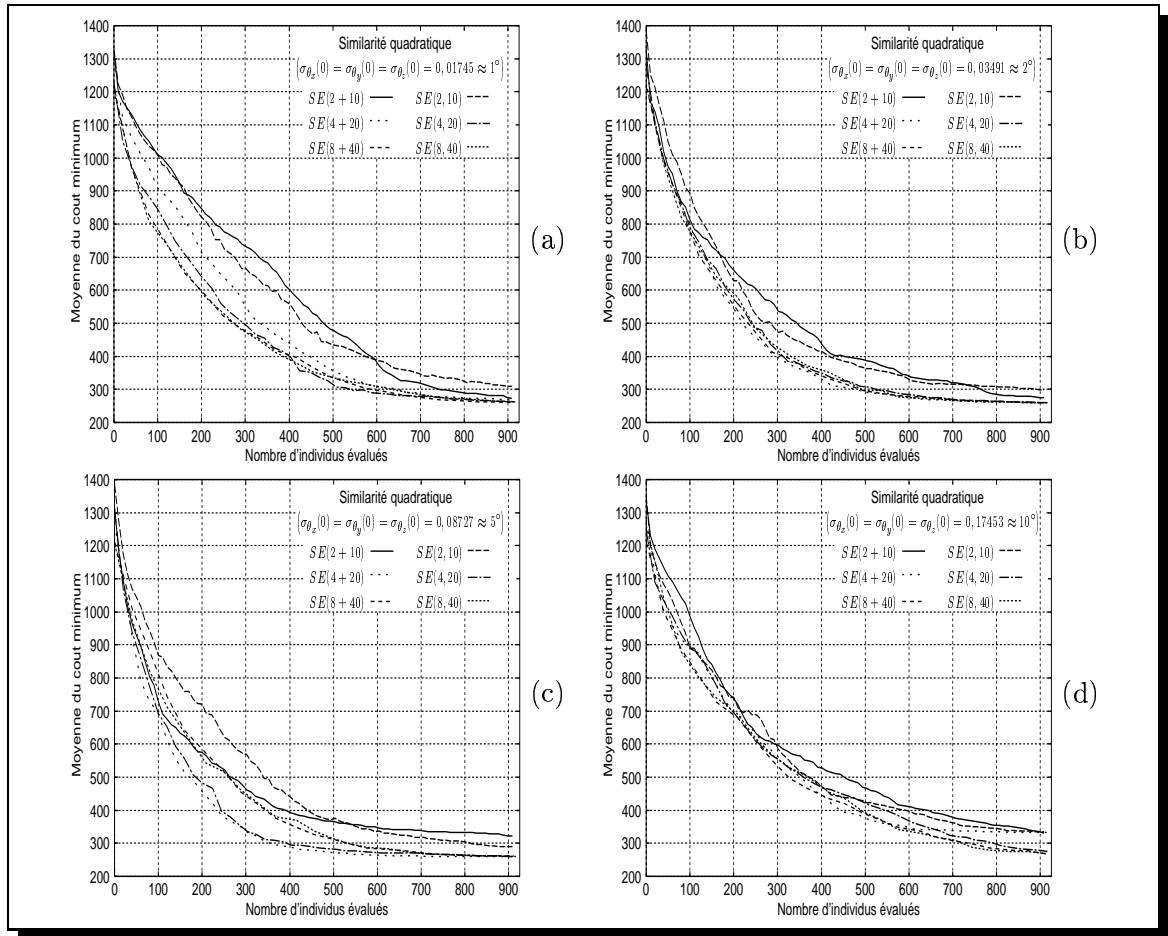 Similarité quadratique
(σθx(0) = σθy(0) = σθz(0) = 0,01745 ≈ 1°)
SE(2 + 10) SE(2, 10)
SE(4 + 20) SE(4, 20)
SE(8 + 40) SE(8, 40)
1400
1300
1200
1100
1000
900
800
700
600
500
400
300
200
Moyenne du cout minimum
0 100 200 300 400 500 600 700 800 900
Nombre d'individus évalués
(a)
Similarité quadratique
(σθx(0) = σθy(0) = σθz(0) = 0,03491 ≈ 2°)
SE(2 + 10) SE(2, 10)
SE(4 + 20) SE(4, 20)
SE(8 + 40) SE(8, 40)
1400
1300
1200
1100
1000
900
800
700
600
500
400
300
200
Moyenne du cout minimum
0 100 200 300 400 500 600 700 800 900
Nombre d'individus évalués
(b)
Similarité quadratique
(σθx(0) = σθy(0) = σθz(0) = 0,08727 ≈ 5°)
SE(2 + 10) SE(2, 10)
SE(4 + 20) SE(4, 20)
SE(8 + 40) SE(8, 40)
1400
1300
1200
1100
1000
900
800
700
600
500
400
300
200
Moyenne du cout minimum
0 100 200 300 400 500 600 700 800 900
Nombre d'individus évalués
(c)
Similarité quadratique
(σθx(0) = σθy(0) = σθz(0) = 0,17453 ≈ 10°)
SE(2 + 10) SE(2, 10)
SE(4 + 20) SE(4, 20)
SE(8 + 40) SE(8, 40)
1400
1300
1200
1100
1000
900
800
700
600
500
400
300
200
Moyenne du cout minimum
0 100 200 300 400 500 600 700 800 900
Nombre d'individus évalués
(d)